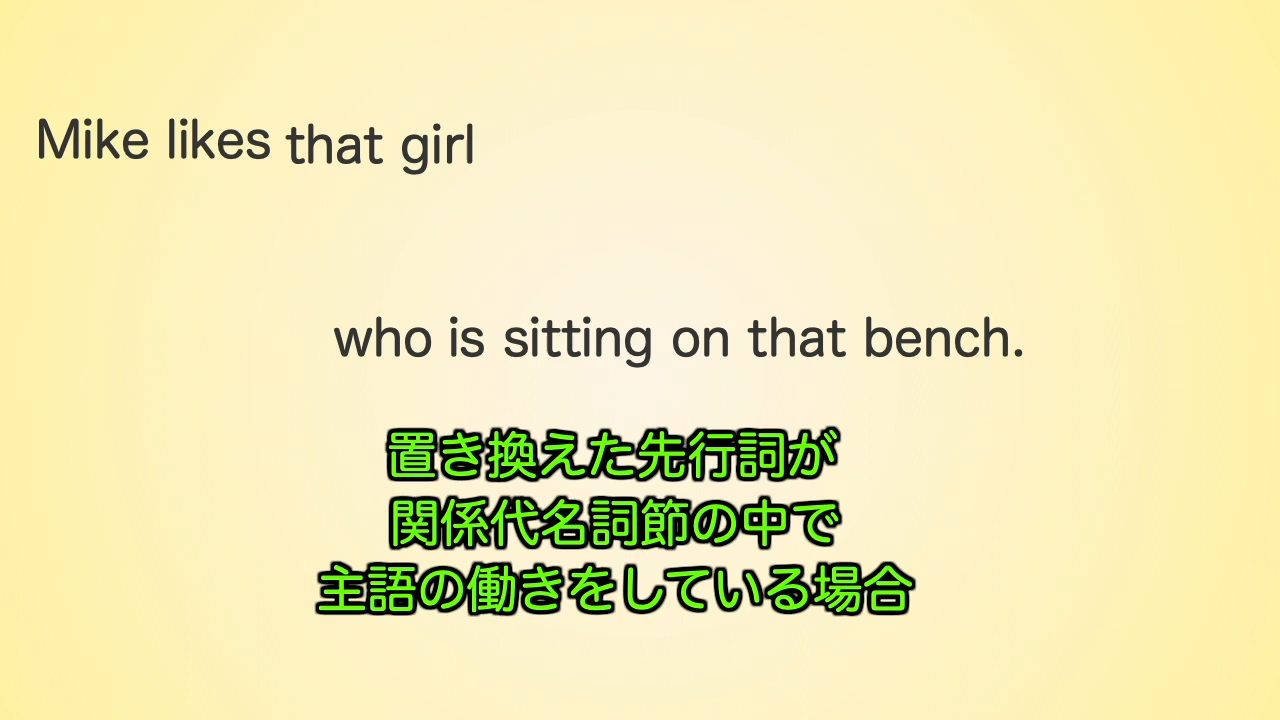 Mike likes that girl
who is sitting on that bench.
置き換えた先行詞が
関係代名詞節の中で
主語の働きをしている場合